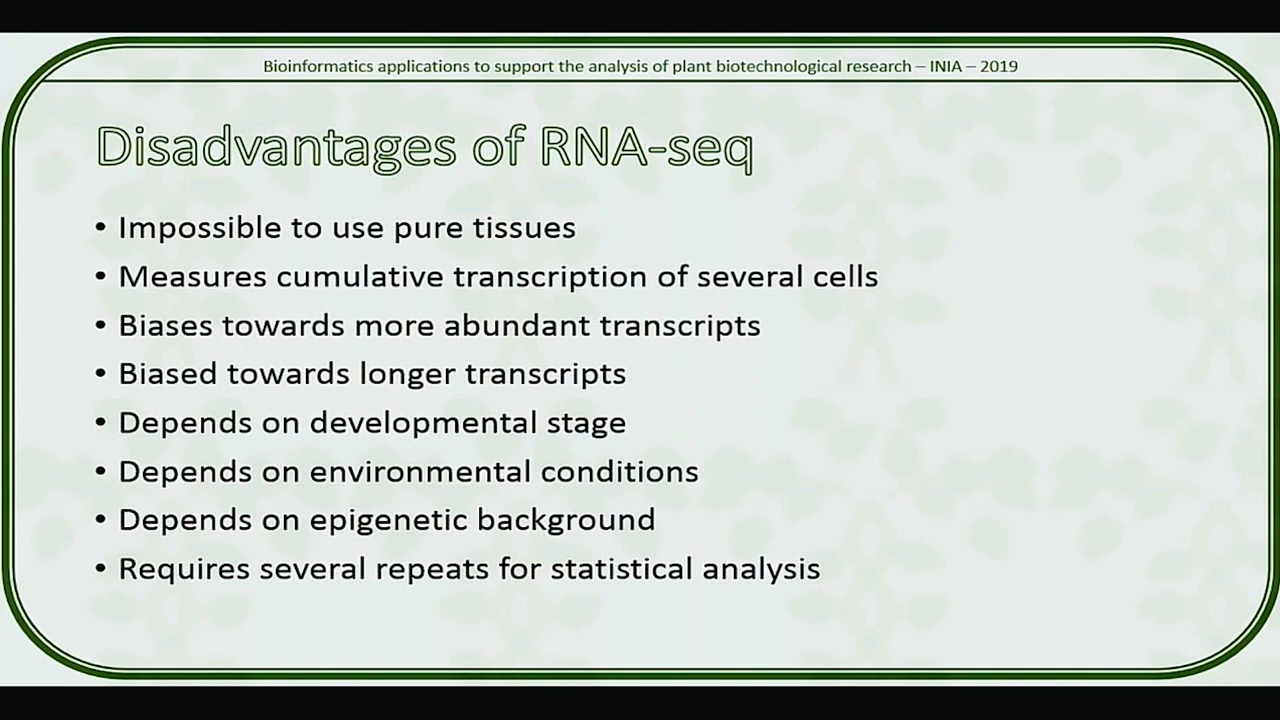 Bioinformatics applications to support the analysis of plant biotechnological research – INIA – 2019
Disadvantages of RNA-seq
• Impossible to use pure tissues
• Measures cumulative transcription of several cells
• Biases towards more abundant transcripts
• Biased towards longer transcripts
• Depends on developmental stage
• Depends on environmental conditions
• Depends on epigenetic background
• Requires several repeats for statistical analysis